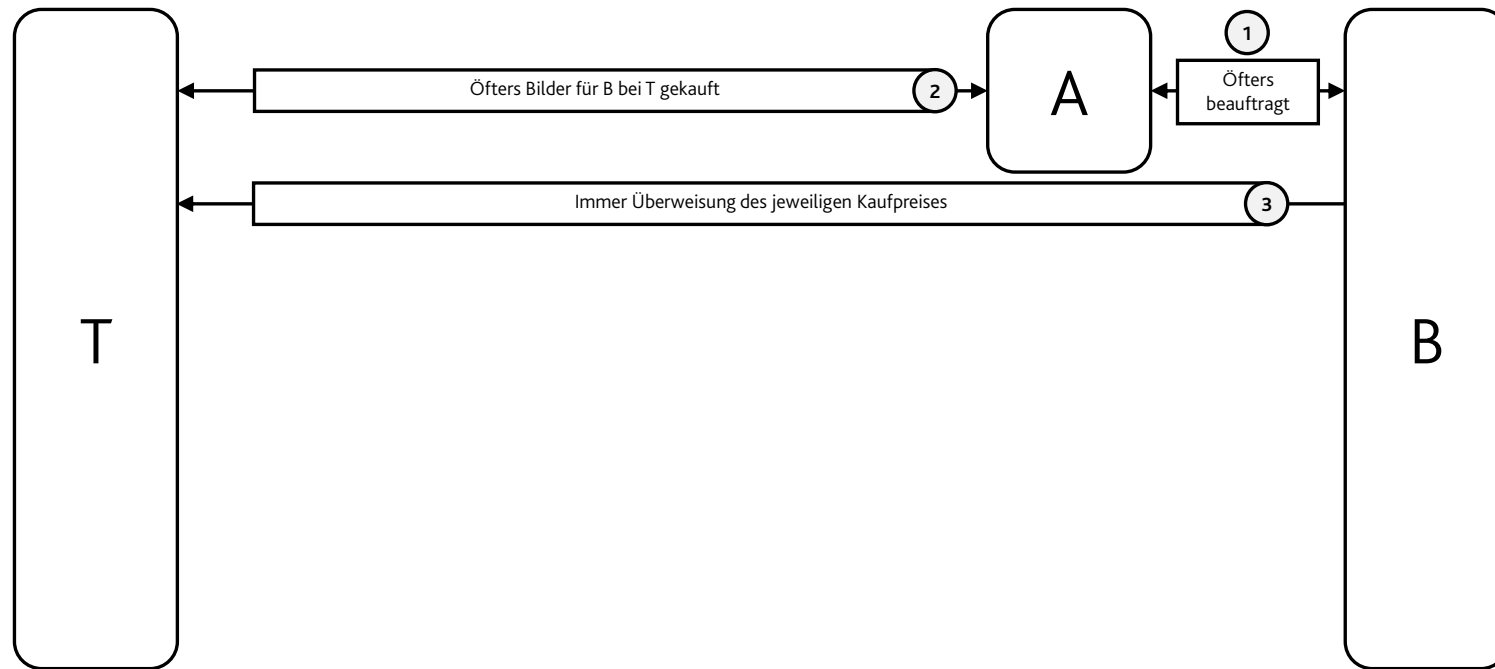 1
Öfters Bilder für B bei T gekauft
2
A
Öfters
beauftragt
Immer Überweisung des jeweiligen Kaufpreises
3
T
B